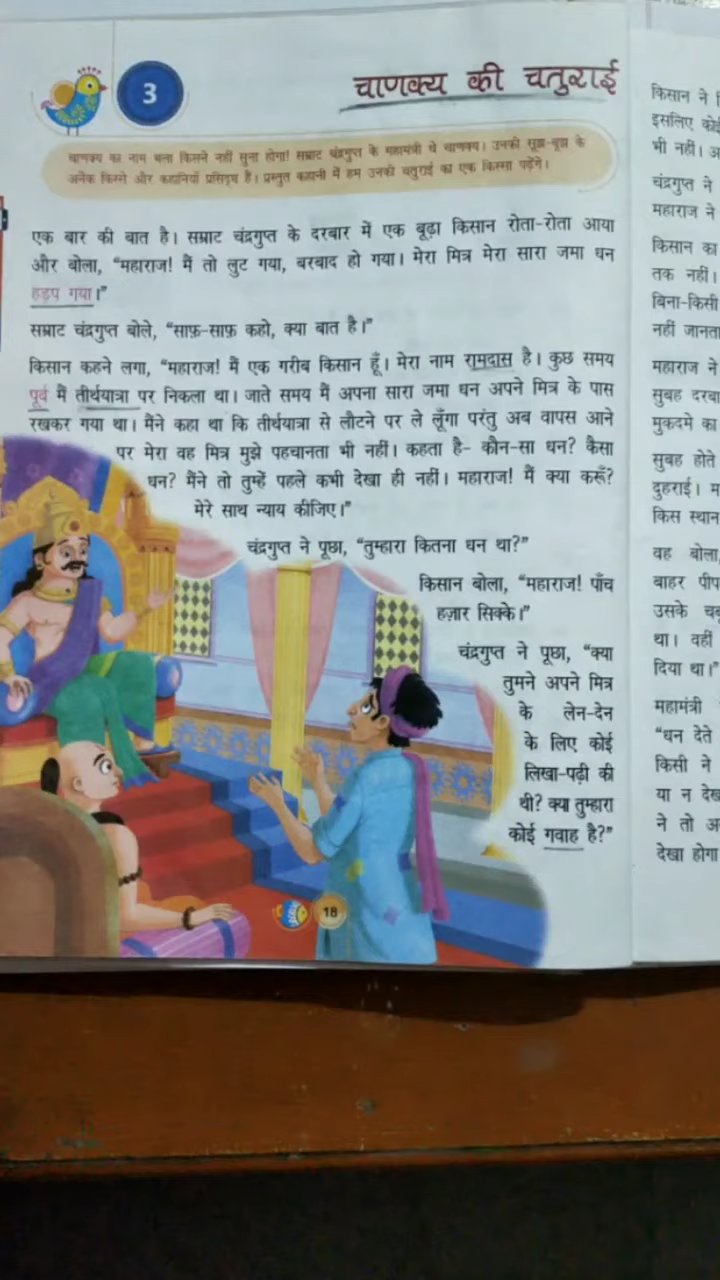 3
चाणक्य की चतुराई
चाणक्य का नाम भला किसने नहीं सुना होगा! सम्राट चंद्रगुप्त के महामंत्री थे चाणक्य। उनकी सूझ-बूझ के
अनेक किस्से और कहानियाँ प्रसिद्ध हैं। प्रस्तुत कहानी में हम उनकी चतुराई का एक किस्सा पढ़ेंगे।
एक बार की बात है। सम्राट चंद्रगुप्त के दरबार में एक बूढ़ा किसान रोता-रोता आया
और बोला, “महाराज! मैं तो लुट गया, बरबाद हो गया। मेरा मित्र मेरा सारा जमा धन
हड़प गया।”
सम्राट चंद्रगुप्त बोले, “साफ़-साफ़ कहो, क्या बात है।”
किसान कहने लगा, “महाराज! मैं एक गरीब किसान हूँ। मेरा नाम रामदास है। कुछ समय
पूर्व मैं तीर्थयात्रा पर निकला था। जाते समय मैं अपना सारा जमा धन अपने मित्र के पास
रखकर गया था। मैंने कहा था कि तीर्थयात्रा से लौटने पर ले लूँगा परंतु अब वापस आने
पर मेरा वह मित्र मुझे पहचानता भी नहीं। कहता है- कौन-सा धन? कैसा
धन? मैंने तो तुम्हें पहले कभी देखा ही नहीं। महाराज! मैं क्या करूँ?
मेरे साथ न्याय कीजिए।”
चंद्रगुप्त ने पूछा, “तुम्हारा कितना धन था?”
किसान बोला, “महाराज! पाँच
हज़ार सिक्के।”
चंद्रगुप्त ने पूछा, “क्या
तुमने अपने मित्र
के लेन-देन
के लिए कोई
लिखा-पढ़ी की
थी? क्या तुम्हारा
कोई गवाह है?”
18
किसान ने
इसलिए
भी नहीं।
चंद्रगुप्त ने
महाराज ने
किसान का
तक नहीं।
बिना-किसी
नहीं जानता
महाराज ने
सुबह
मुकदमे का
सुबह होते
दुहराई।
किस स्थान
वह बोला,
बाहर
उसके
था। वहीं
दिया था।”
महामंत्री
“धन देते
किसी ने
या न
ने तो
देखा होगा